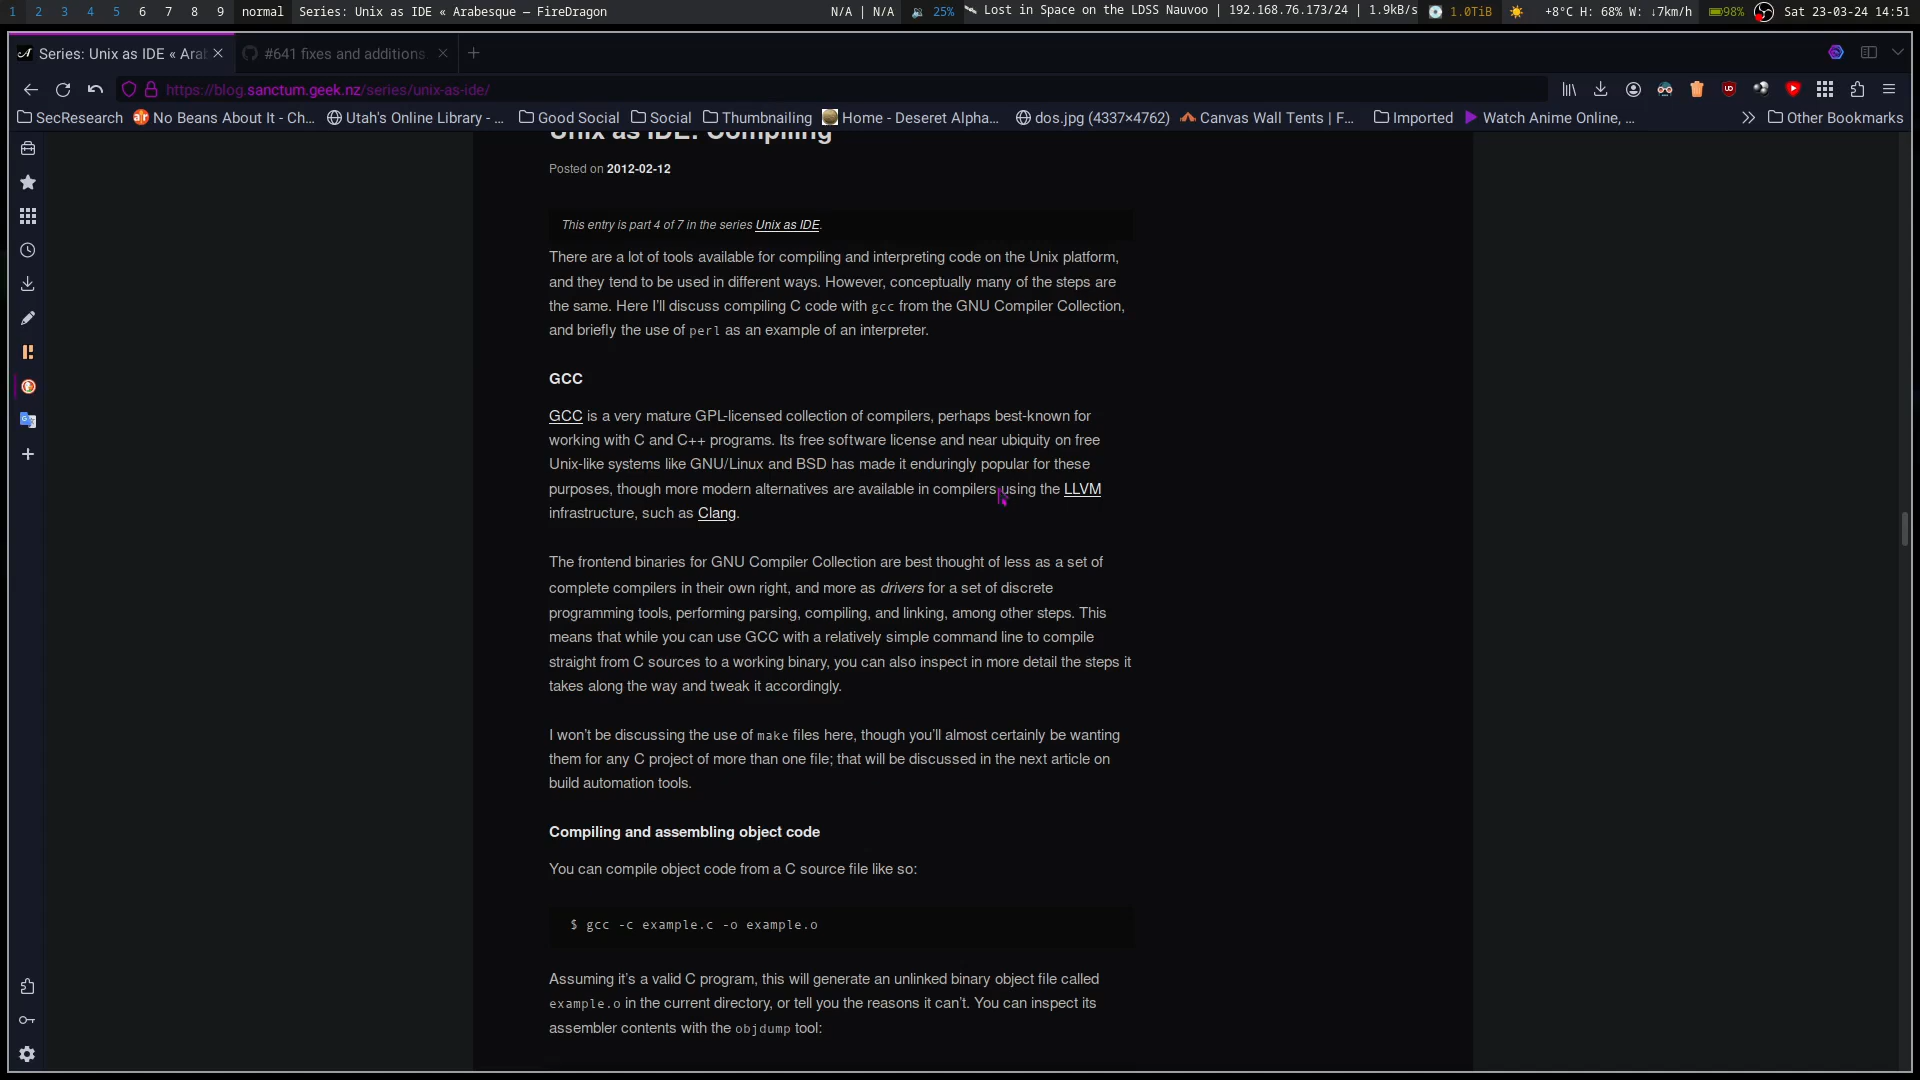 1 2 3 4 5 6 7 8 9 normal Series: Unix as IDE « Arabesque — FireDragon N/A | N/A 25% Lost in Space on the LDSS Nauvoo | 192.168.76.173/24 | 1.9kB/s 1.0TiB +8°C H: 68% W: ↓7km/h 98% Sat 23-03-24 14:51
Series: Unix as IDE « Ara #641 fixes and additions
https://blog.sanctum.geek.nz/series/unix-as-ide/
SecResearch No Beans About It - Ch... Utah's Online Library - ... Good Social Social Thumbnailing Home - Deseret Alpha... dos.jpg (4337×4762) Canvas Wall Tents | F... Imported Watch Anime Online, ... Other Bookmarks
Unix as IDE: Compiling
Posted on 2012-02-12
This entry is part 4 of 7 in the series Unix as IDE.
There are a lot of tools available for compiling and interpreting code on the Unix platform,
and they tend to be used in different ways. However, conceptually many of the steps are
the same. Here I'll discuss compiling C code with gcc from the GNU Compiler Collection,
and briefly the use of perl as an example of an interpreter.
GCC
GCC is a very mature GPL-licensed collection of compilers, perhaps best-known for
working with C and C++ programs. Its free software license and near ubiquity on free
Unix-like systems like GNU/Linux and BSD has made it enduringly popular for these
purposes, though more modern alternatives are available in compilers using the LLVM
infrastructure, such as Clang.
The frontend binaries for GNU Compiler Collection are best thought of less as a set of
complete compilers in their own right, and more as drivers for a set of discrete
programming tools, performing parsing, compiling, and linking, among other steps. This
means that while you can use GCC with a relatively simple command line to compile
straight from C sources to a working binary, you can also inspect in more detail the steps it
takes along the way and tweak it accordingly.
I won't be discussing the use of make files here, though you'll almost certainly be wanting
them for any C project of more than one file; that will be discussed in the next article on
build automation tools.
Compiling and assembling object code
You can compile object code from a C source file like so:
$ gcc -c example.c -o example.o
Assuming it's a valid C program, this will generate an unlinked binary object file called
example.o in the current directory, or tell you the reasons it can't. You can inspect its
assembler contents with the objdump tool: